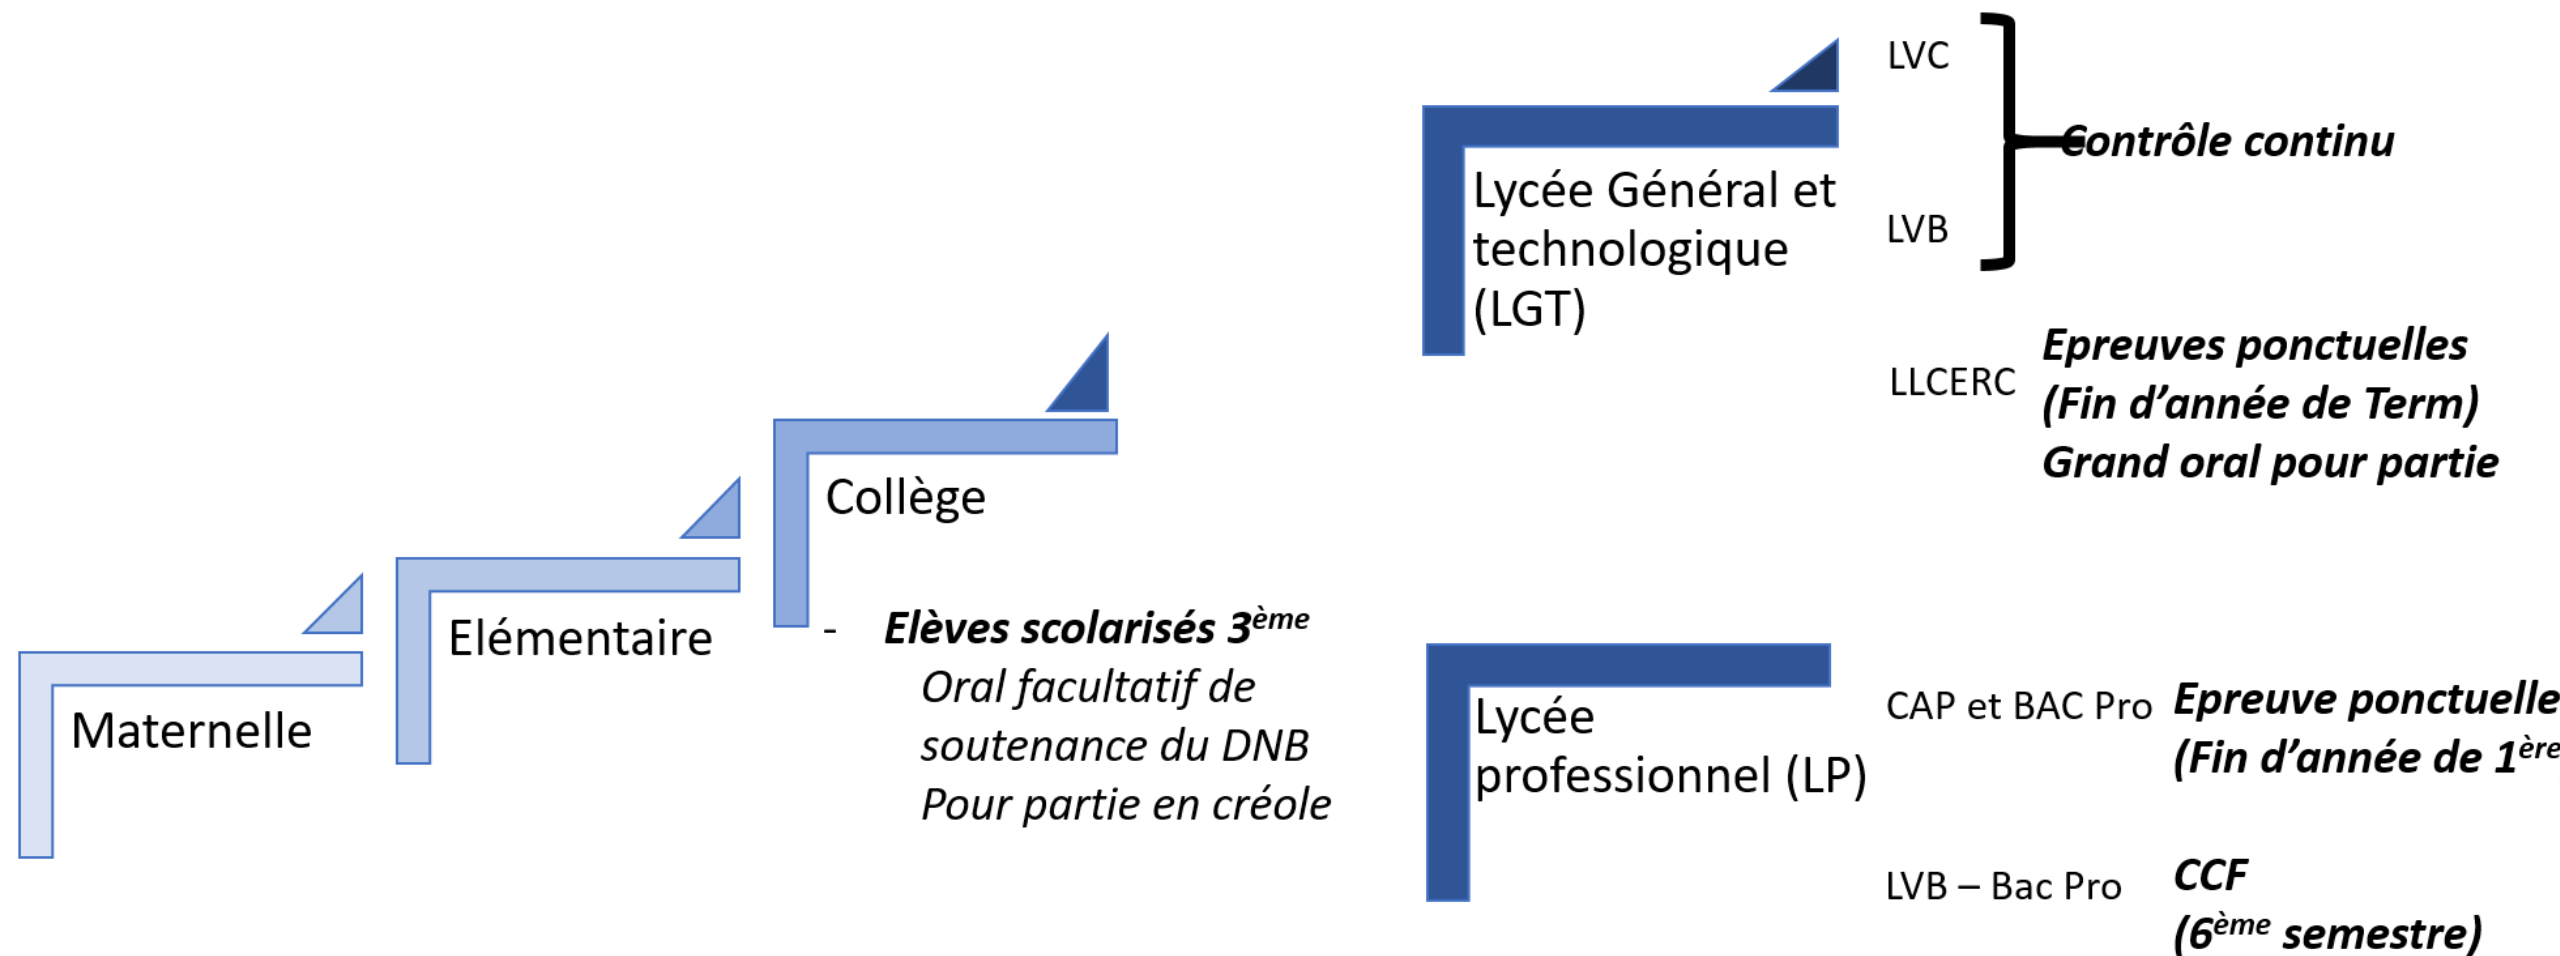 Maternelle
Elémentaire
Collège
- Elèves scolarisés 3ème
Oral facultatif de
soutenance du DNB
Pour partie en créole
Lycée Général et
technologique
(LGT)
LVC
LVB
Contrôle continu
LLCERC
Epreuves ponctuelles
(Fin d’année de Term)
Grand oral pour partie
Lycée
professionnel (LP)
CAP et BAC Pro
Epreuve ponctuelle
(Fin d’année de 1ère
LVB – Bac Pro
CCF
(6ème semestre)